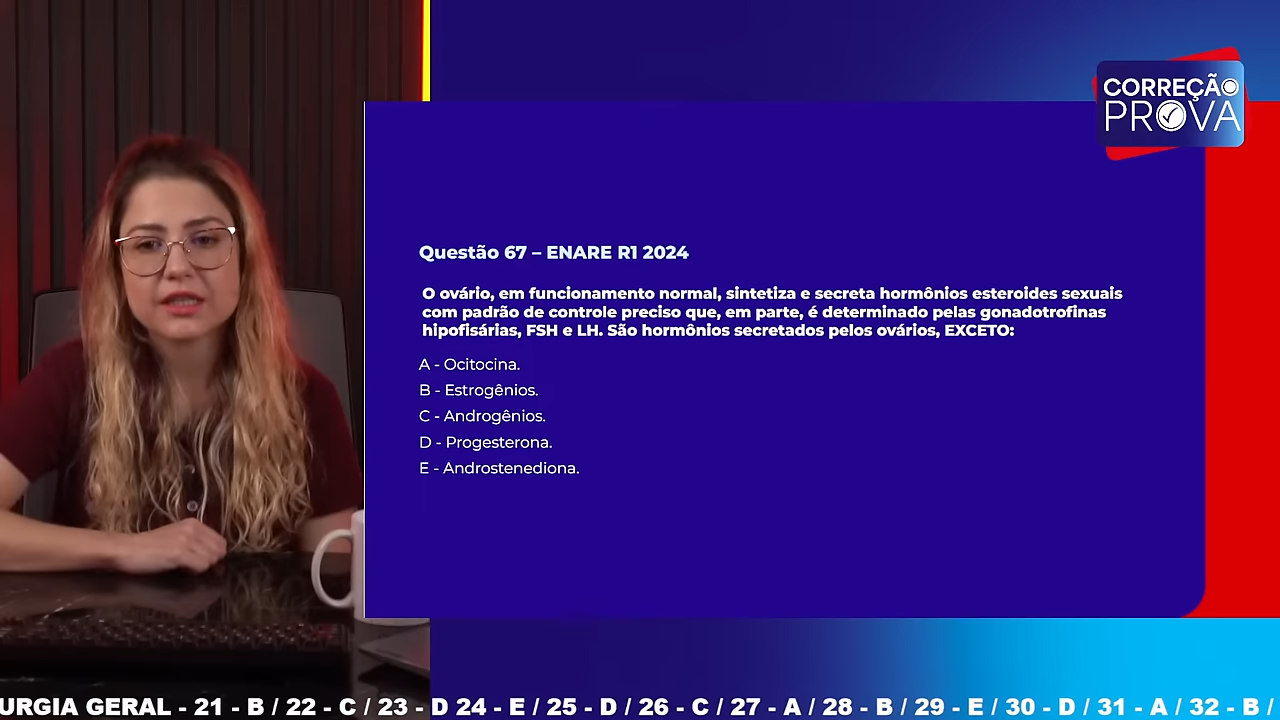 CORREÇÃO
PROVA
Questão 67 – ENARE R1 2024
O ovário, em funcionamento normal, sintetiza e secreta hormônios esteroides sexuais
com padrão de controle preciso que, em parte, é determinado pelas gonadotrofinas
hipofisárias, FSH e LH. São hormônios secretados pelos ovários, EXCETO:
A - Ocitocina.
B - Estrogênios.
C - Androgênios.
D - Progesterona.
E - Androstenediona.
URGIA GERAL - 21 - B / 22 - C / 23 - D 24 - E / 25 - D / 26 - C / 27 - A / 28 - B / 29 - E / 30 - D / 31 - A / 32 - B /